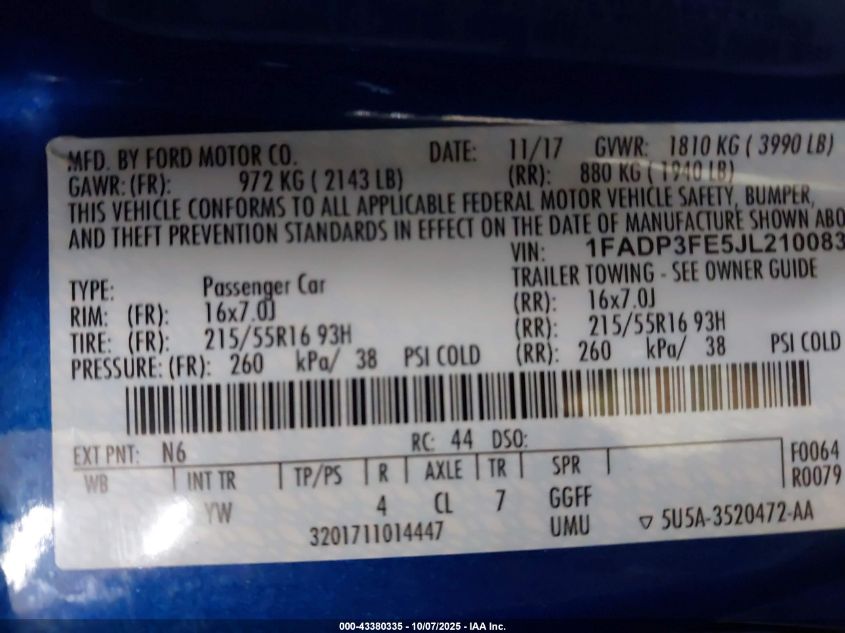 MFD. BY FORD MOTOR CO. DATE: 11/17 GVWR: 1810 KG ( 3990 LB)
GAWR: (FR): 972 KG ( 2143 LB) (RR): 880 KG ( 1940 LB)
THIS VEHICLE CONFORMS TO ALL APPLICABLE FEDERAL MOTOR VEHICLE SAFETY, BUMPER,
AND THEFT PREVENTION STANDARDS IN EFFECT ON THE DATE OF MANUFACTURE SHOWN ABO
VIN: 1FADP3FE5JL210083
TYPE: Passenger Car TRAILER TOWING - SEE OWNER GUIDE
RIM: (FR): 16x7.0J (RR): 16x7.0J
TIRE: (FR): 215/55R16 93H (RR): 215/55R16 93H
PRESSURE: (FR): 260 kPa/ 38 PSI COLD (RR): 260 kPa/ 38 PSI COLD
EXT PNT: N6 RC: 44 DSO:
F0064
WB INT TR TP/PS R AXLE TR SPR R0079
YW 4 CL 7 GGFF
3201711014447 UMU ▽ 5U5A-3520472-AA
000-43380335 - 10/07/2025 - IAA Inc.